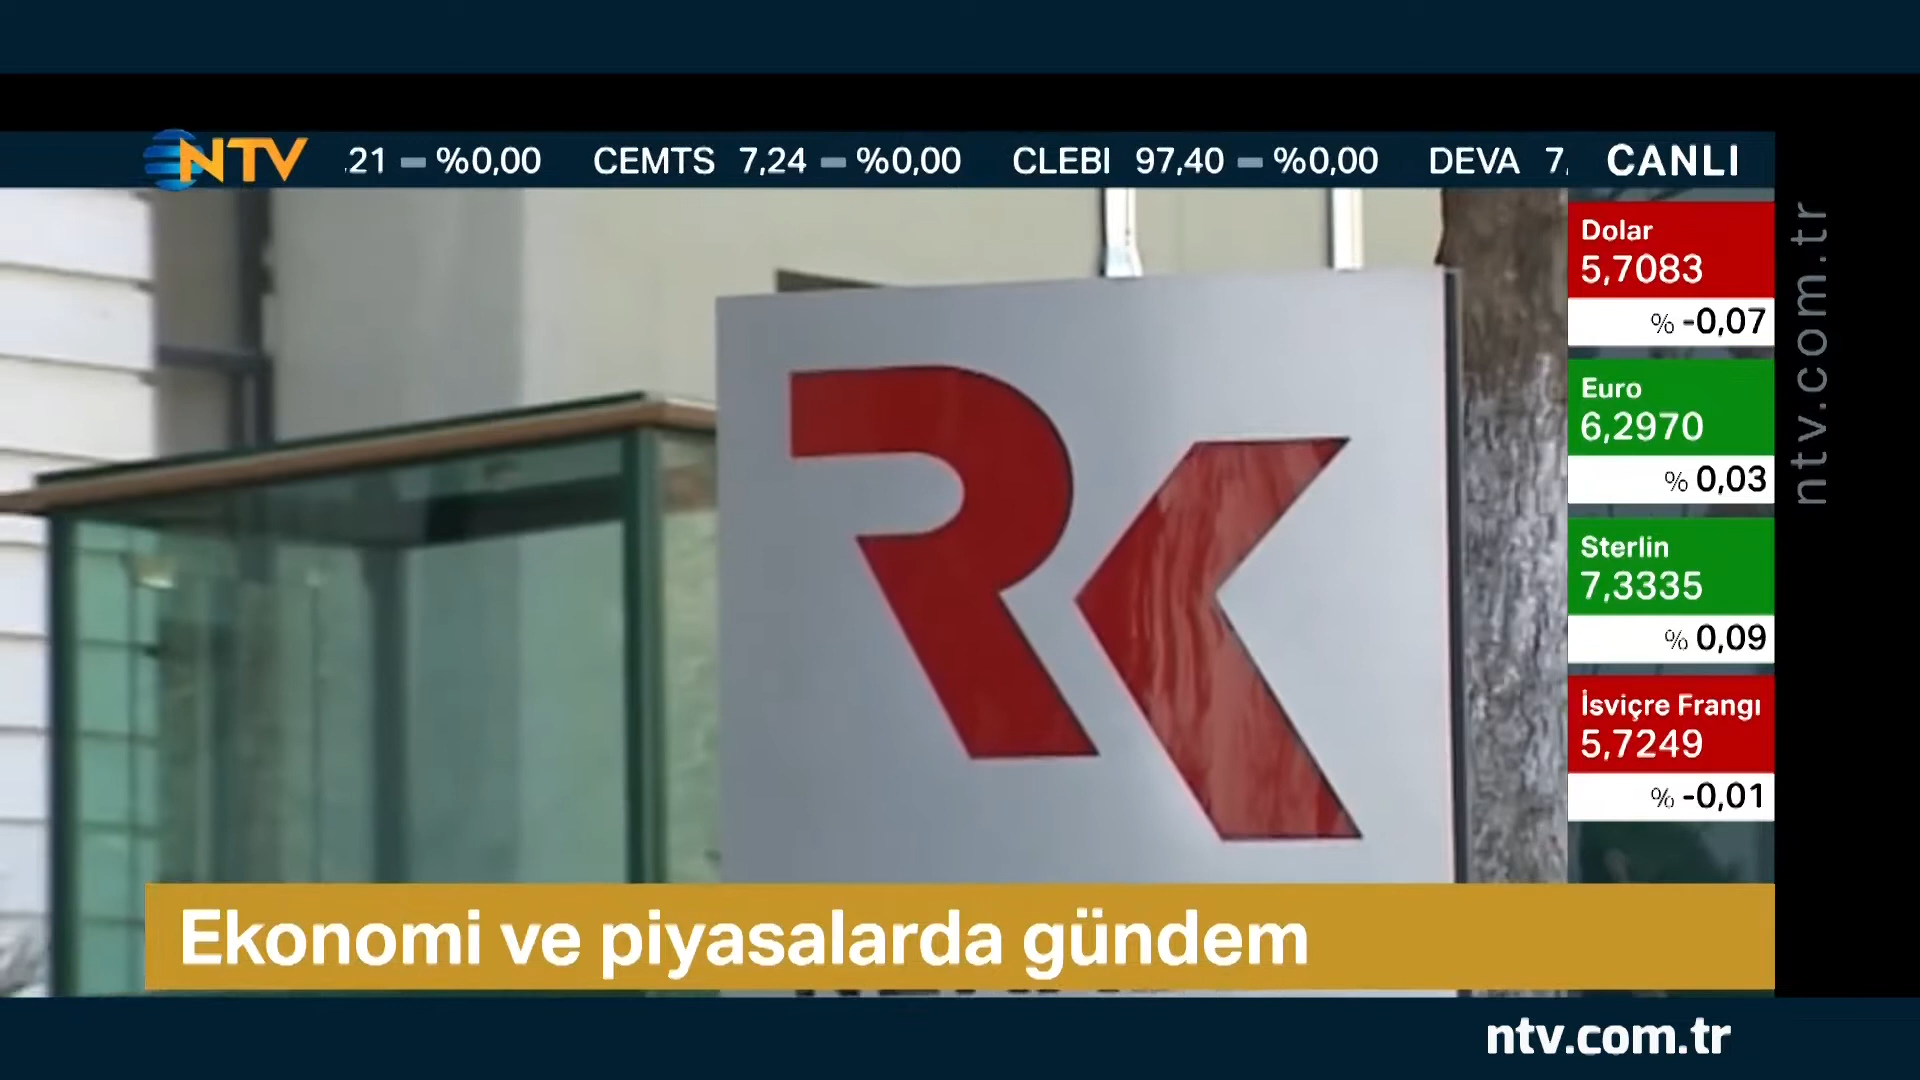 NTV .21 %0,00 CEMTS 7,24 %0,00 CLEBI 97,40 %0,00 DEVA 7, CANLI
Dolar
5,7083
% -0,07
Euro
6,2970
% 0,03
Sterlin
7,3335
% 0,09
İsviçre Frangı
5,7249
% -0,01
ntv.com.tr
RK
Ekonomi ve piyasalarda gündem
ntv.com.tr